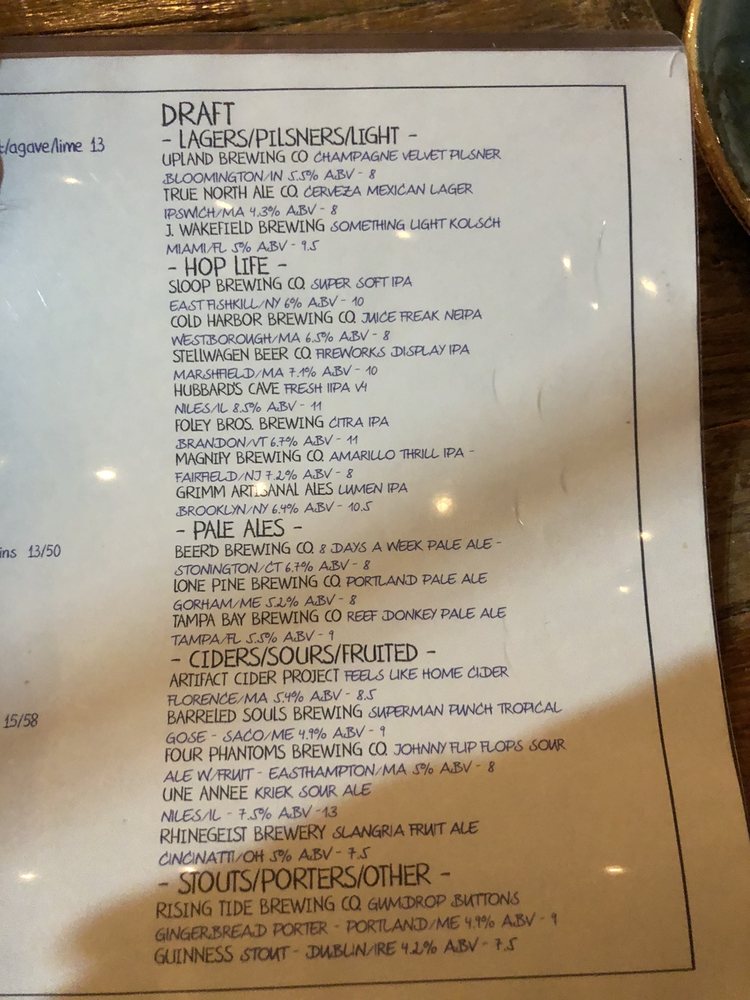 t/agave/lime 13
ins 13/50
15/58
DRAFT
- LAGERS/PILSNERS/LIGHT -
UPLAND BREWING CO CHAMPAGNE VELVET PILSNER
BLOOMINGTON/IN 5.5% ABV - 8
TRUE NORTH ALE CO. CERVEZA MEXICAN LAGER
IPSWICH/MA 4.3% ABV - 8
J. WAKEFIELD BREWING SOMETHING LIGHT KOLSCH
MIAMI/FL 5% ABV - 9.5
- HOP LIFE -
SLOOP BREWING CO. SUPER SOFT IPA
EAST FISHKILL/NY 6% ABV - 10
COLD HARBOR BREWING CO. JUICE FREAK NEIPA
WESTBOROUGH/MA 6.5% ABV - 8
STELLWAGEN BEER CO. FIREWORKS DISPLAY IPA
MARSHFIELD/MA 7.1% ABV - 10
HUBBARD'S CAVE FRESH IIPA V4
NILES/IL 8.5% ABV - 11
FOLEY BROS. BREWING CITRA IPA
BRANDON/VT 6.7% ABV - 11
MAGNIFY BREWING CO. AMARILLO THRILL IPA -
FAIRFIELD/NJ 7.2% ABV - 8
GRIMM ARTISANAL ALES LUMEN IPA
BROOKLYN/NY 6.4% ABV - 10.5
- PALE ALES -
BEER'D BREWING CO. 8 DAYS A WEEK PALE ALE -
STONINGTON/CT 6.7% ABV - 8
LONE PINE BREWING CO. PORTLAND PALE ALE
GORHAM/ME 5.2% ABV - 8
TAMPA BAY BREWING CO REEF DONKEY PALE ALE
TAMPA/FL 5.5% ABV - 9
- CIDERS/SOURS/FRUITED -
ARTIFACT CIDER PROJECT FEELS LIKE HOME CIDER
FLORENCE/MA 5.4% ABV - 8.5
BARRELED SOULS BREWING SUPERMAN PUNCH TROPICAL
GOSE - SACO/ME 4.9% ABV - 9
FOUR PHANTOMS BREWING CO. JOHNNY FLIP FLOPS SOUR
ALE W/FRUIT - EASTHAMPTON/MA 5% ABV - 8
UNE ANNEE KRIEK SOUR ALE
NILES/IL - 7.5% ABV -13
RHINEGEIST BREWERY SLANGRIA FRUIT ALE
CINCINATTI/OH 5% ABV - 7.5
- STOUTS/PORTERS/OTHER -
RISING TIDE BREWING CO. GUMDROP BUTTONS
GINGERBREAD PORTER - PORTLAND/ME 4.9% ABV - 9
GUINNESS STOUT - DUBLIN/IRE 4.2% ABV - 7.5